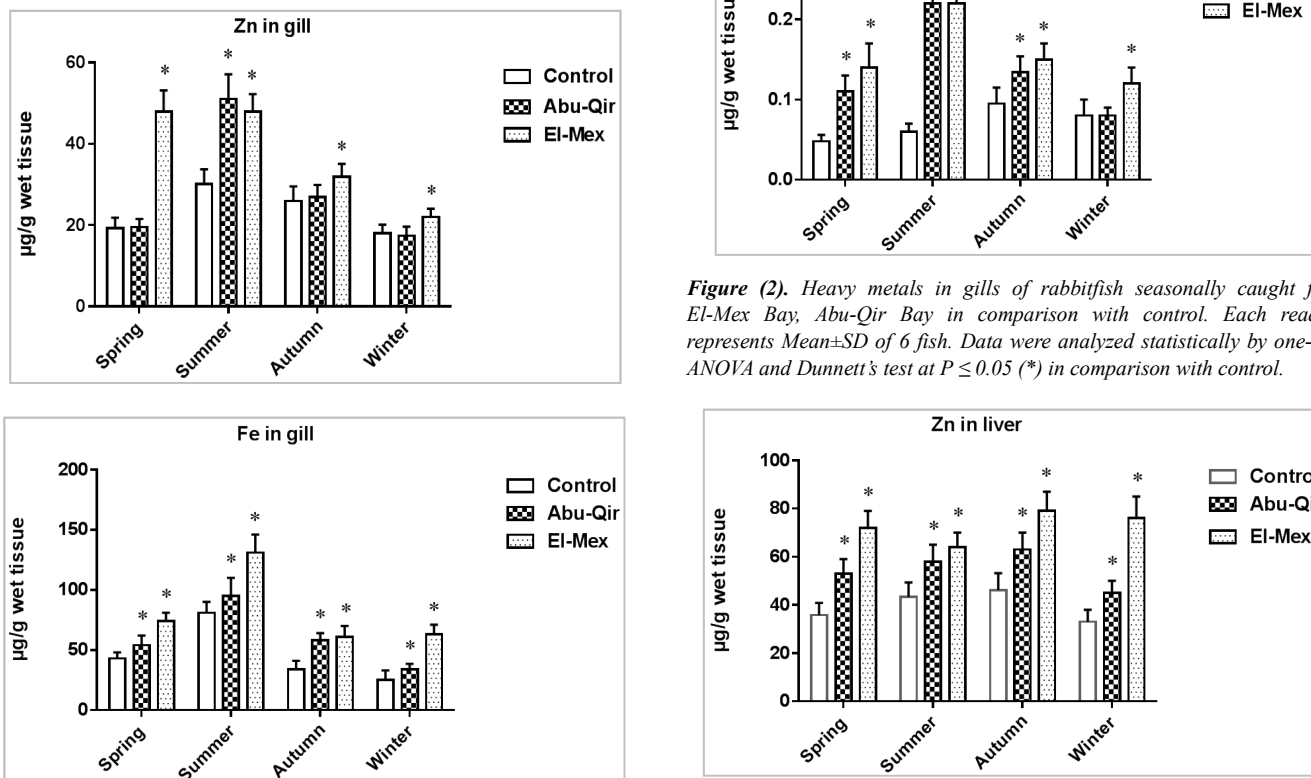 Zn in gill
µg/g wet tissue
60
40
20
0
* * * * *
Spring
Summer
Autumn
Winter
Control
Abu-Qir
El-Mex
Fe in gill
µg/g wet tissue
200
150
100
50
0
* * * * * * * *
Spring
Summer
Autumn
Winter
Control
Abu-Qir
El-Mex
µg/g wet
0.2
0.1
0.0
* * * * *
Spring
Summer
Autumn
Winter
El-Mex
Figure (2). Heavy metals in gills of rabbitfish seasonally caught
El-Mex Bay, Abu-Qir Bay in comparison with control. Each
represents Mean±SD of 6 fish. Data were analyzed statistically by one-
ANOVA and Dunnett's test at P ≤ 0.05 (*) in comparison with control.
Zn in liver
µg/g wet tissue
100
80
60
40
20
0
* * * * * * * *
Spring
Summer
Autumn
Winter
El-Mex